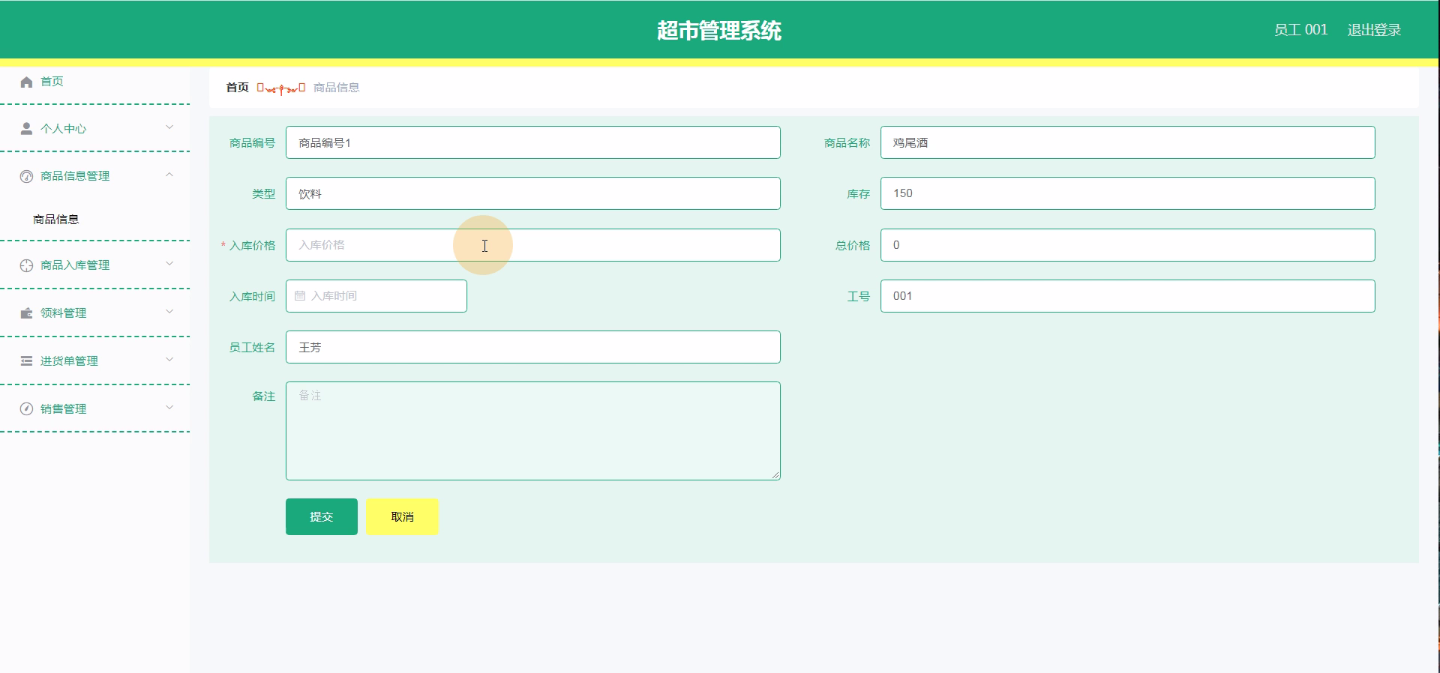 超市管理系统
员工 001 退出登录
首页
个人中心
商品信息管理
商品信息
商品入库管理
领料管理
进货单管理
销售管理
首页 商品信息
商品编号 商品编号1 商品名称 鸡尾酒
类型 饮料 库存 150
* 入库价格 入库价格 总价格 0
入库时间 入库时间 工号 001
员工姓名 王芳
备注 备注
提交 取消